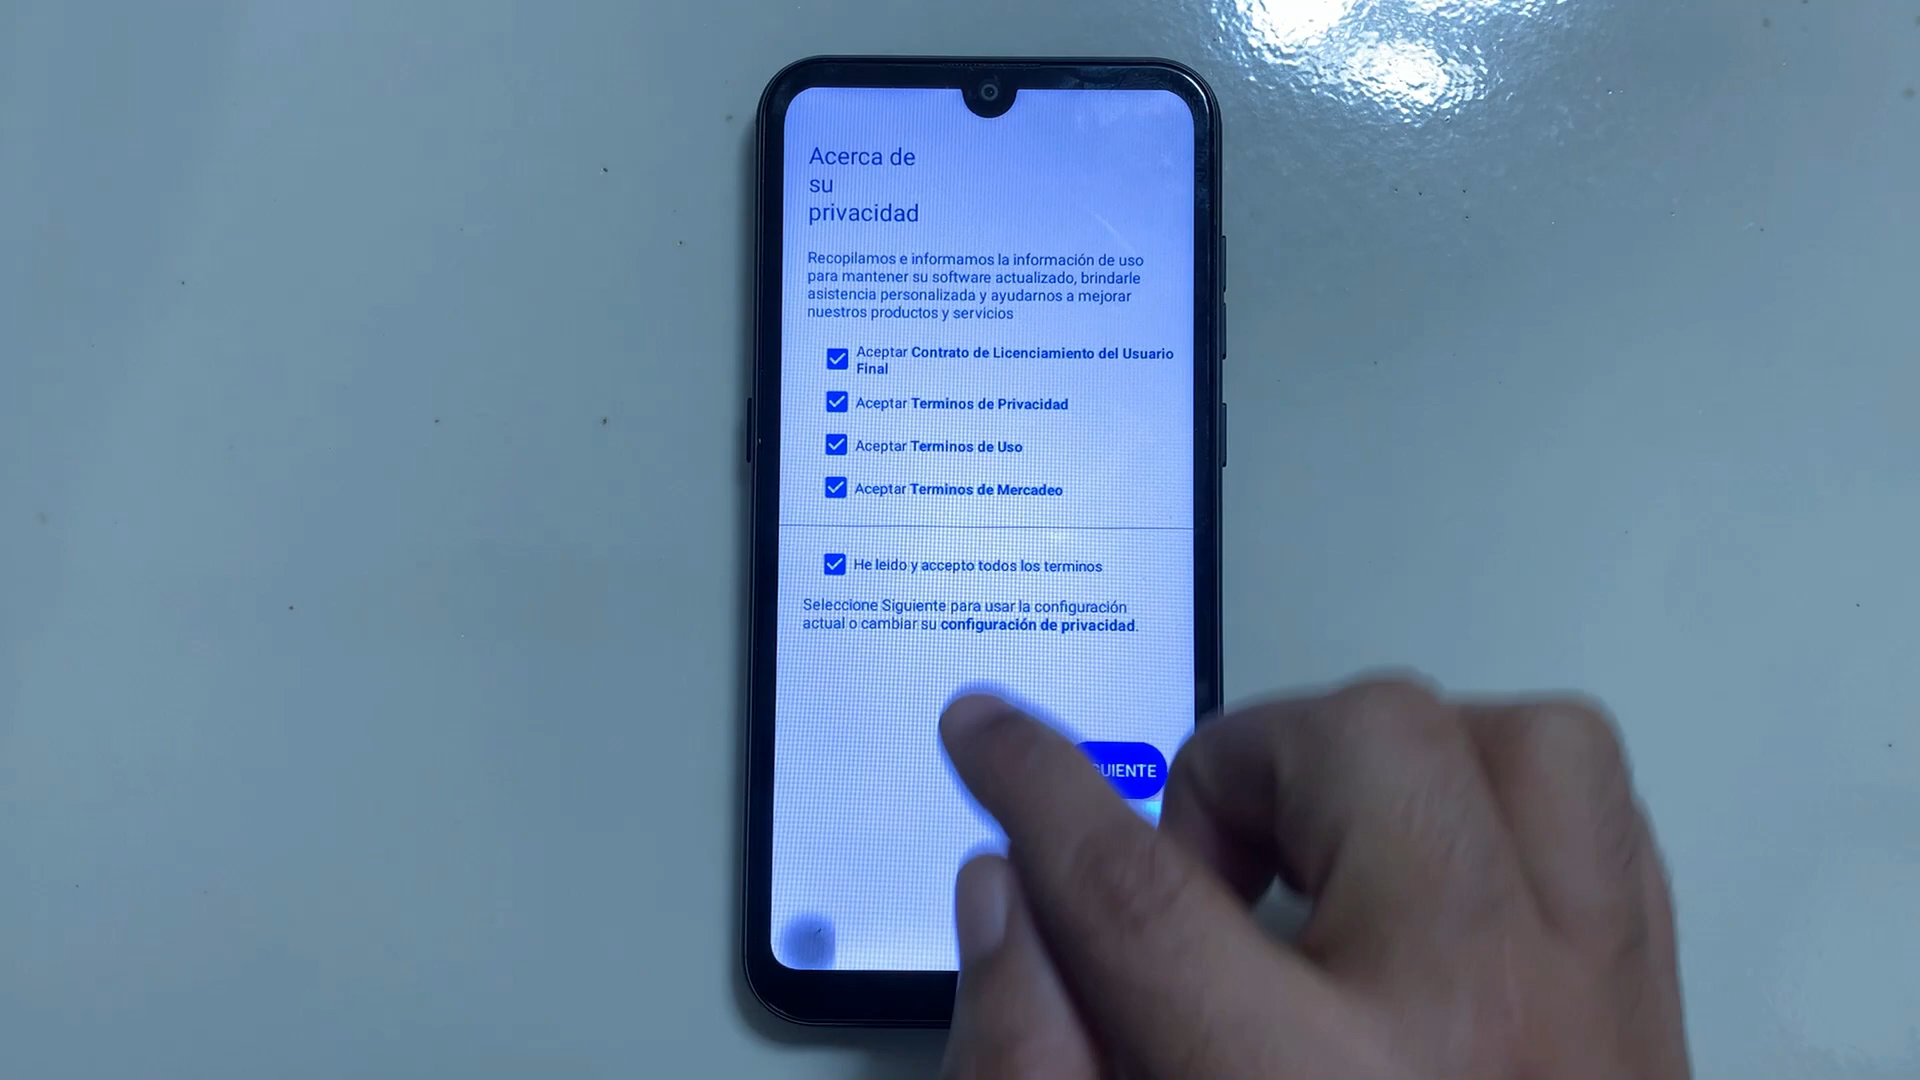 Acerca de
su
privacidad
Recopilamos e informamos la información de uso
para mantener su software actualizado, brindarle
asistencia personalizada y ayudarnos a mejorar
nuestros productos y servicios
Aceptar Contrato de Licenciamiento del Usuario
Final
Aceptar Terminos de Privacidad
Aceptar Terminos de Uso
Aceptar Terminos de Mercadeo
He leido y accepto todos los terminos
Seleccione Siguiente para usar la configuración
actual o cambiar su configuración de privacidad.